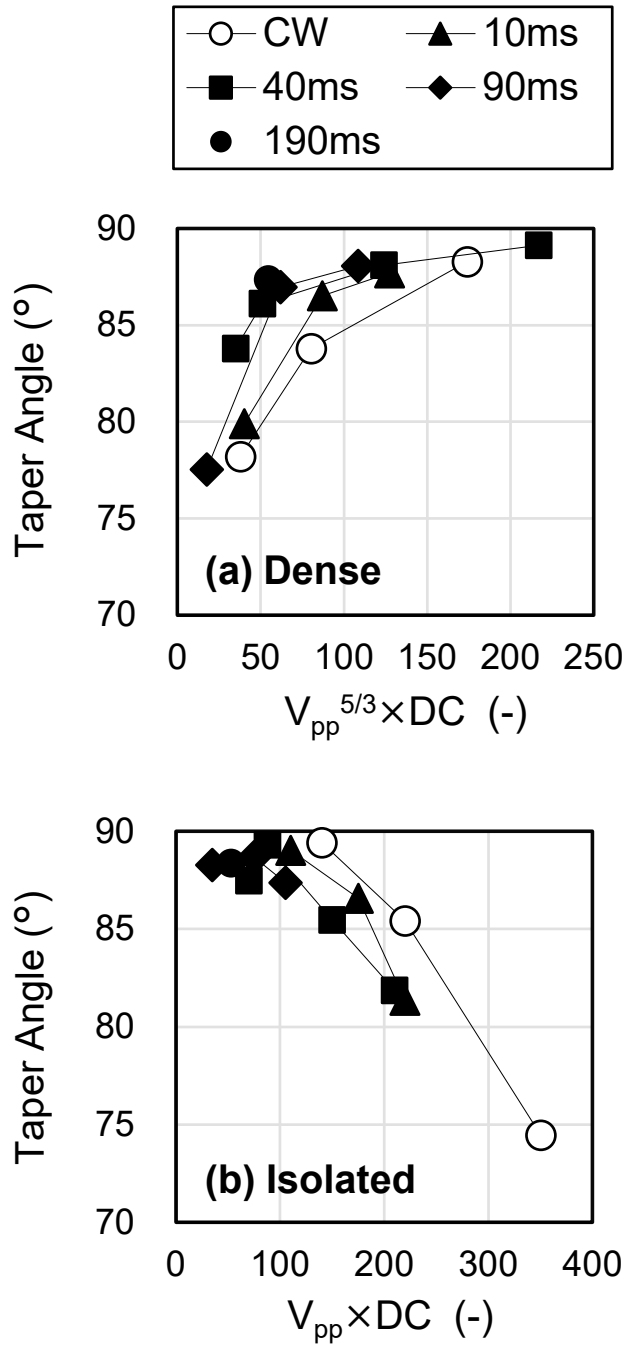 CW 10ms
40ms 90ms
190ms
90
85
80
75
70
Taper Angle (°)
(a) Dense
0 50 100 150 200 250
Vpp5/3×DC (-)
90
85
80
75
70
Taper Angle (°)
(b) Isolated
0 100 200 300 400
Vpp×DC (-)